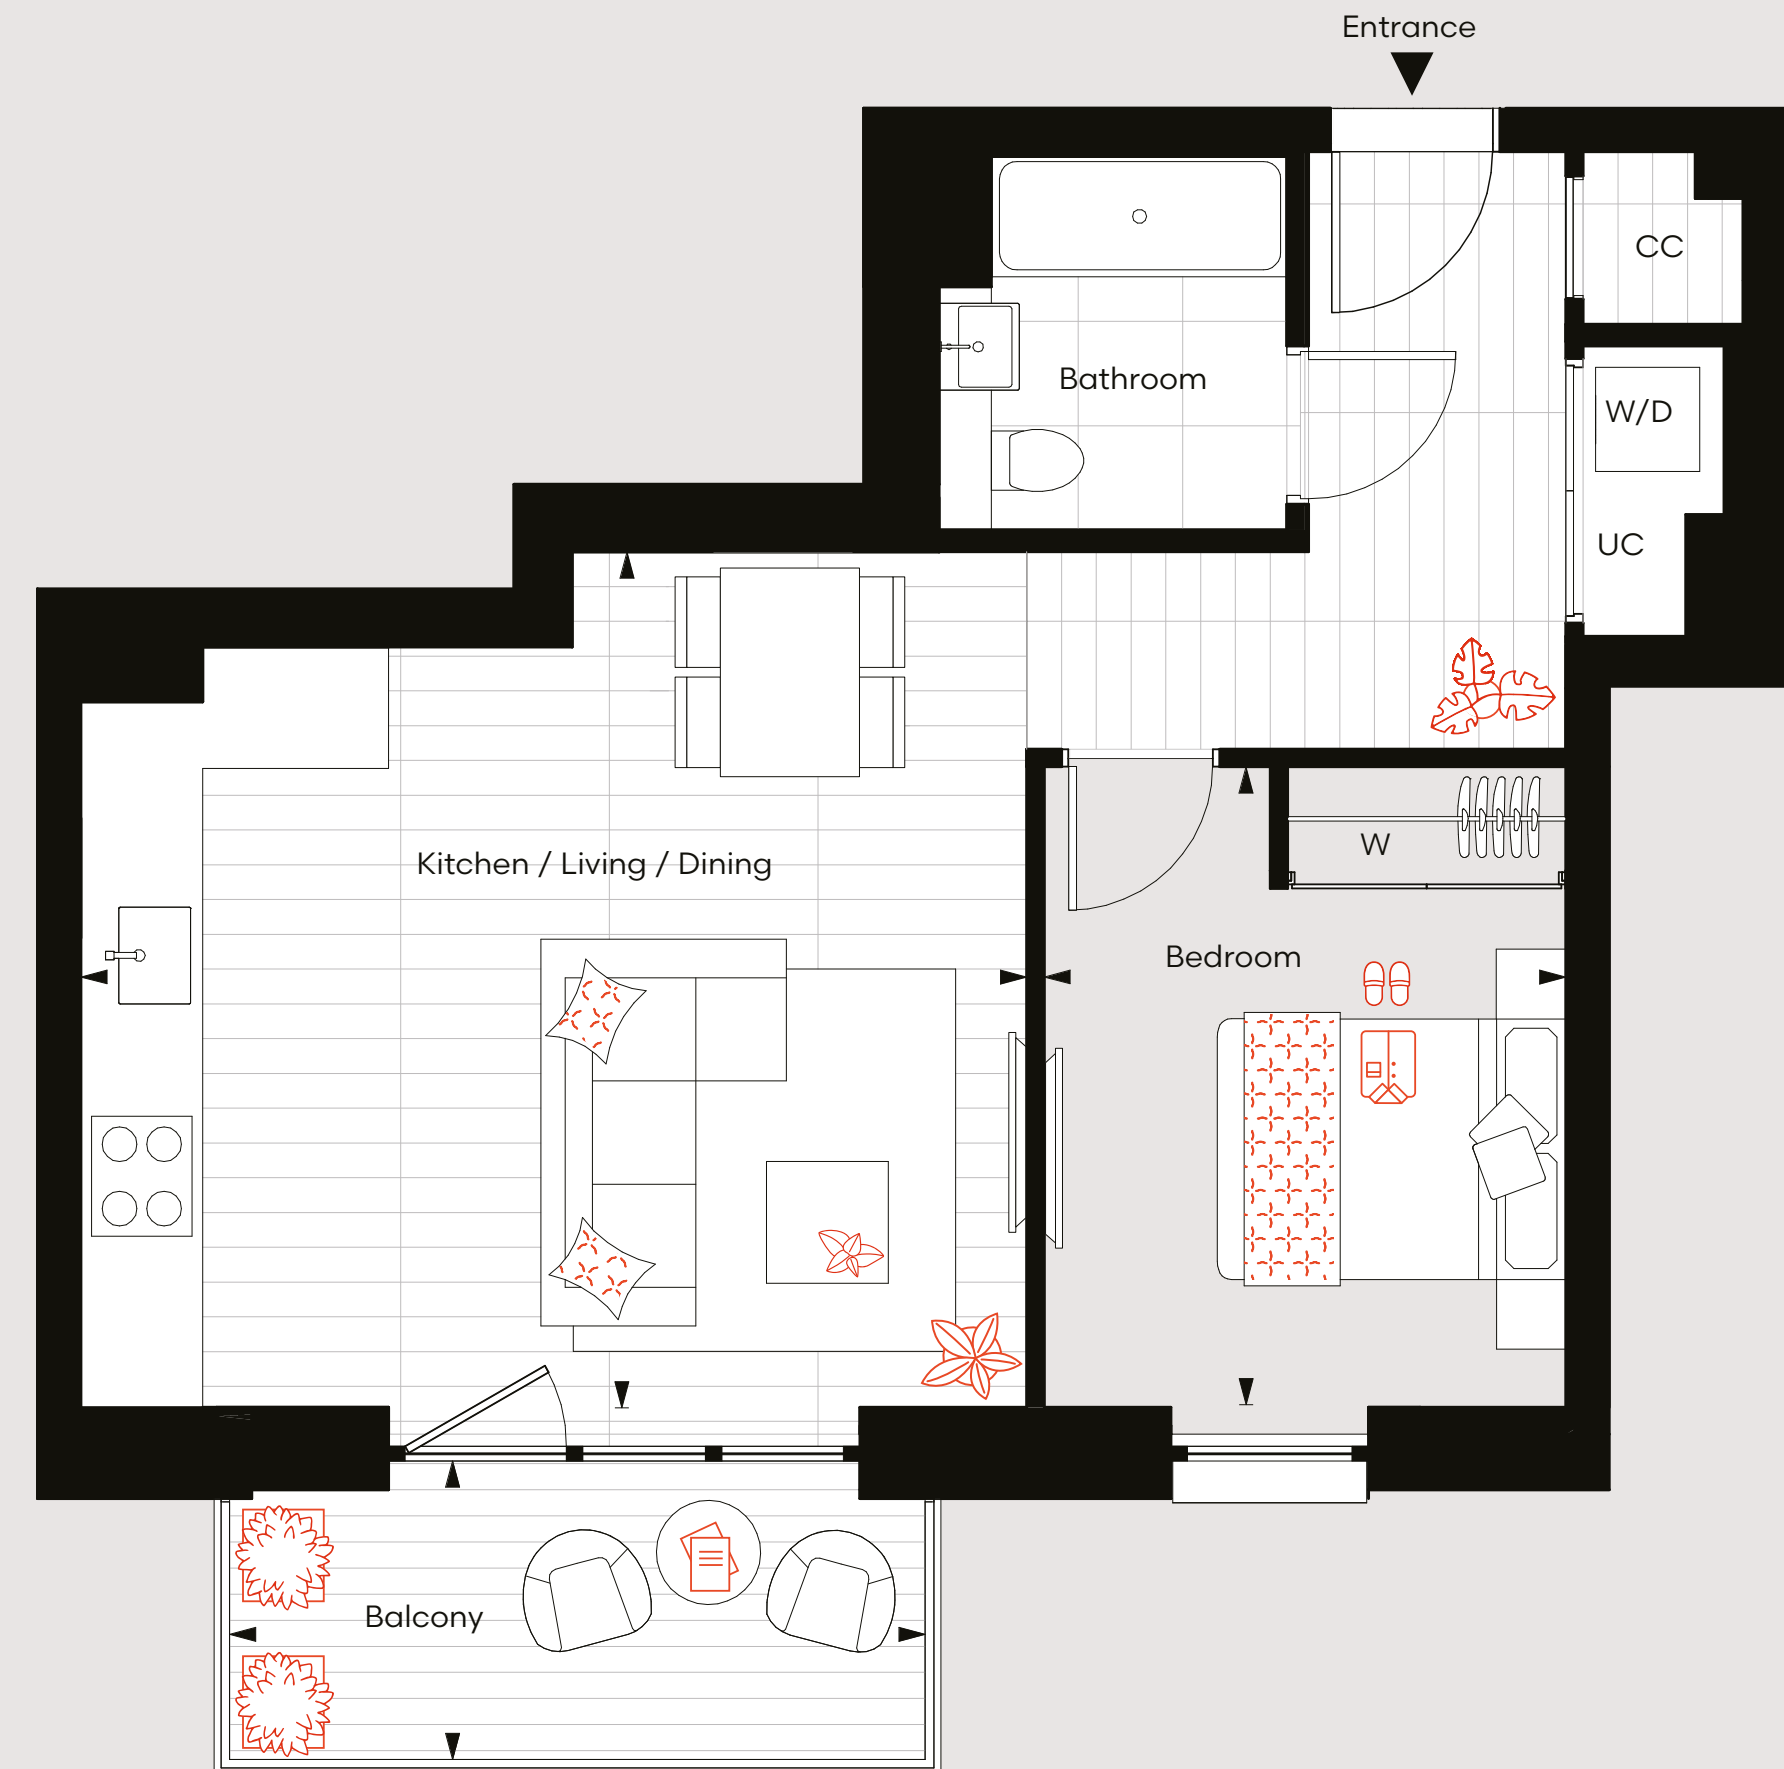 Entrance
CC
Bathroom
W/D
UC
Kitchen / Living / Dining
W
Bedroom
Balcony